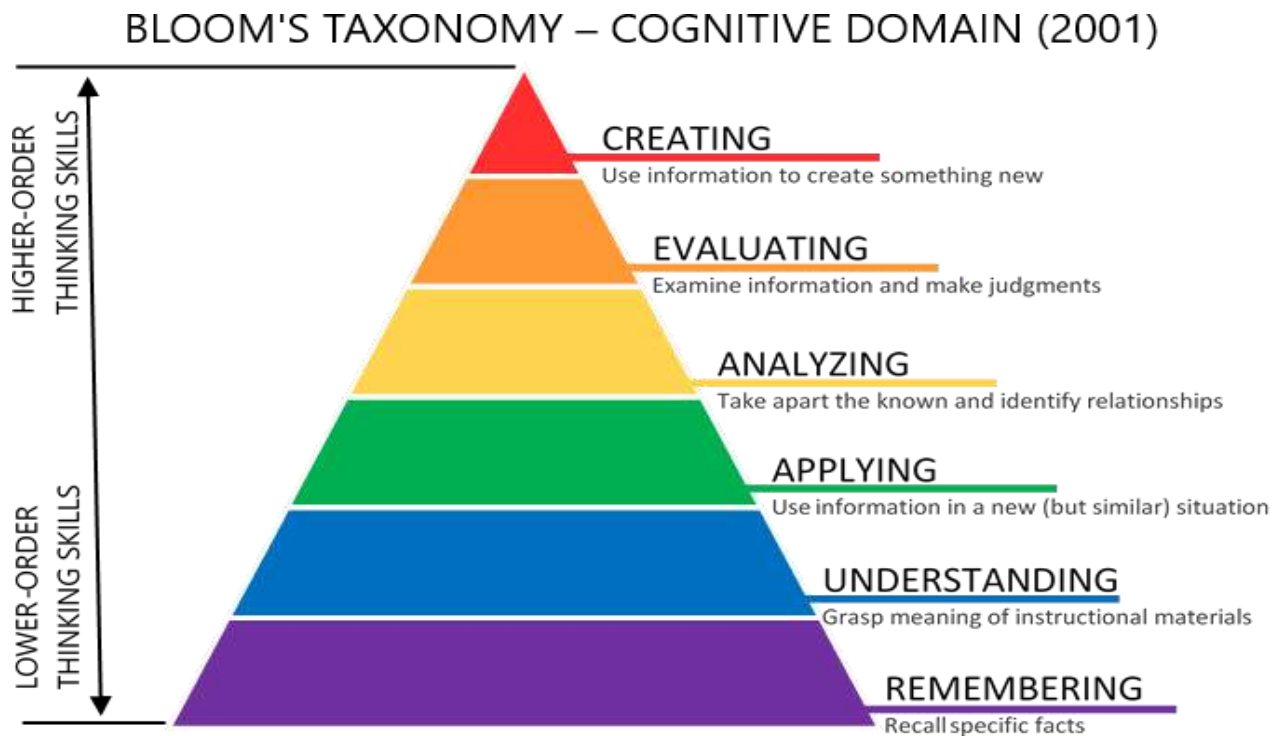 BLOOM'S TAXONOMY – COGNITIVE DOMAIN (2001)
HIGHER-ORDER
THINKING SKILLS
LOWER-ORDER
THINKING SKILLS
CREATING
Use information to create something new
EVALUATING
Examine information and make judgments
ANALYZING
Take apart the known and identify relationships
APPLYING
Use information in a new (but similar) situation
UNDERSTANDING
Grasp meaning of instructional materials
REMEMBERING
Recall specific facts